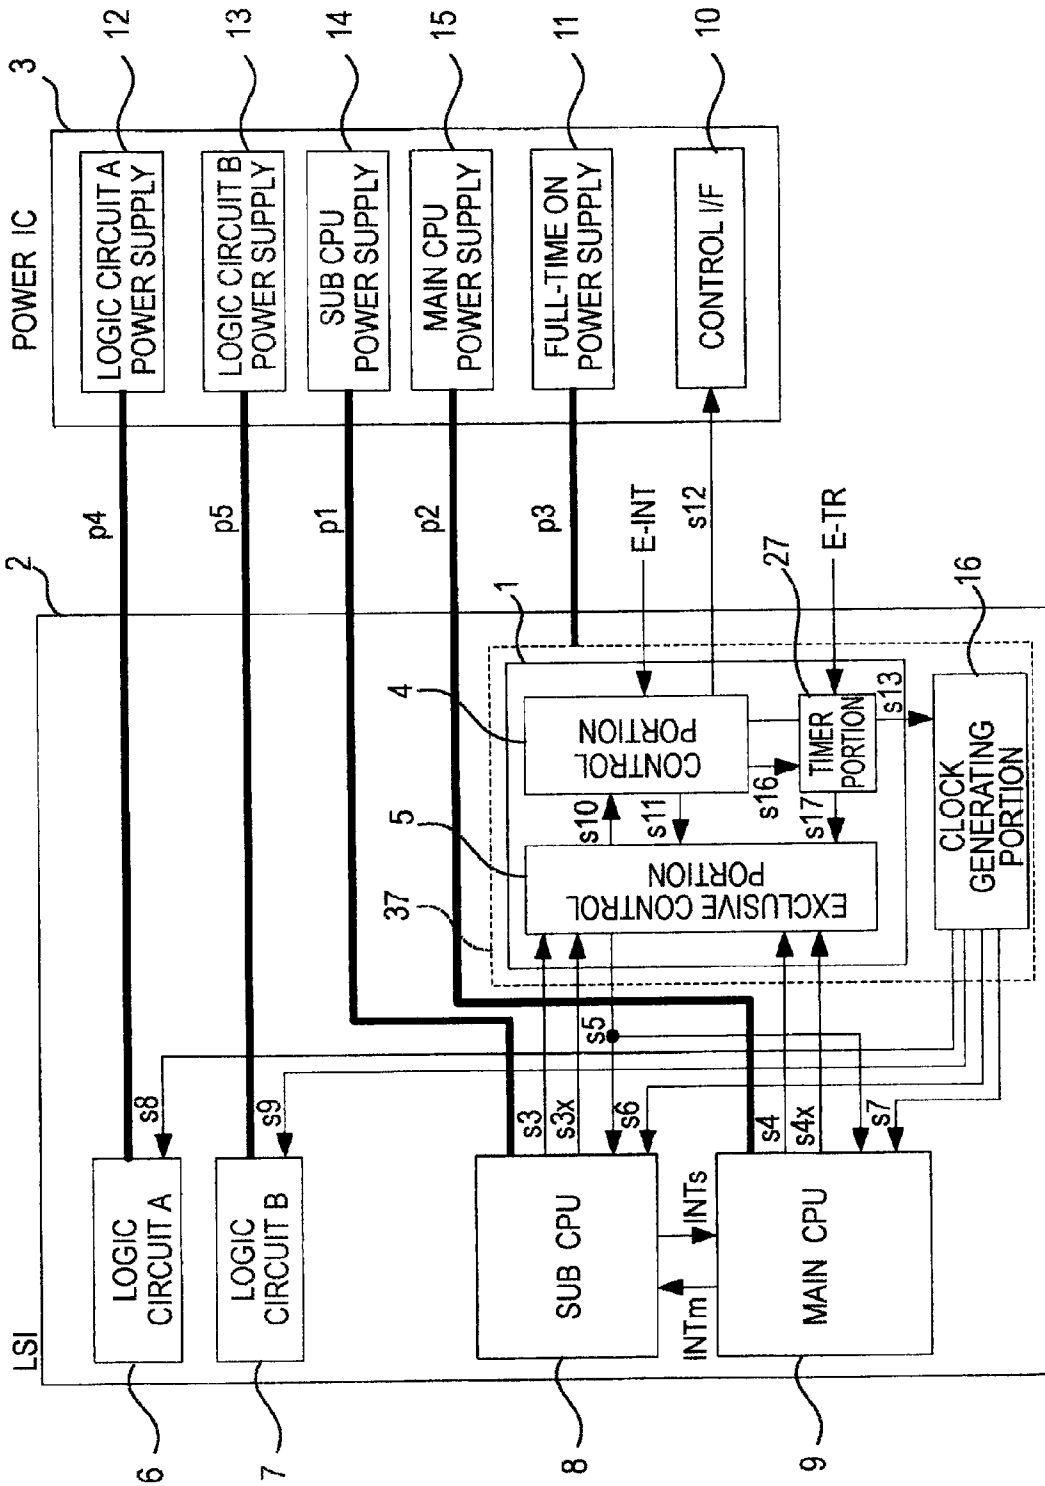 POWER IC
3
LOGIC CIRCUIT A
POWER SUPPLY
12
LOGIC CIRCUIT B
POWER SUPPLY
13
SUB CPU
POWER SUPPLY
14
MAIN CPU
POWER SUPPLY
15
FULL-TIME ON
POWER SUPPLY
11
CONTROL I/F
10
p4
p5
p1
p2
p3
E-INT
s12
E-TR
LSI
2
1
4
CONTROL
PORTION
27
TIMER
PORTION
s13
16
CLOCK
GENERATING
PORTION
s10
s11
s16
s17
5
EXCLUSIVE CONTROL
PORTION
37
s8
s9
s3
s3x
s5
s6
s4
s4x
s7
LOGIC
CIRCUIT A
6
LOGIC
CIRCUIT B
7
SUB CPU
8
INTm
INTs
MAIN CPU
9